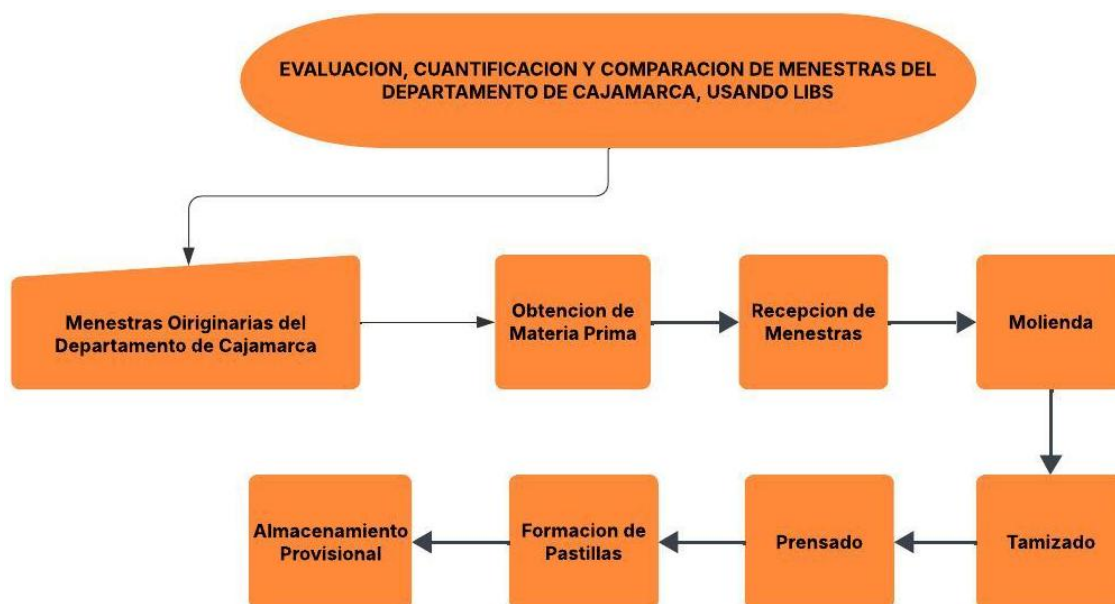 EVALUACION, CUANTIFICACION Y COMPARACION DE MENESTRAS DEL
DEPARTAMENTO DE CAJAMARCA, USANDO LIBS
Menestras Oiriginarias del
Departamento de Cajamarca
Obtencion de
Materia Prima
Recepcion de
Menestras
Molienda
Almacenamiento
Provisional
Formacion de
Pastillas
Prensado
Tamizado